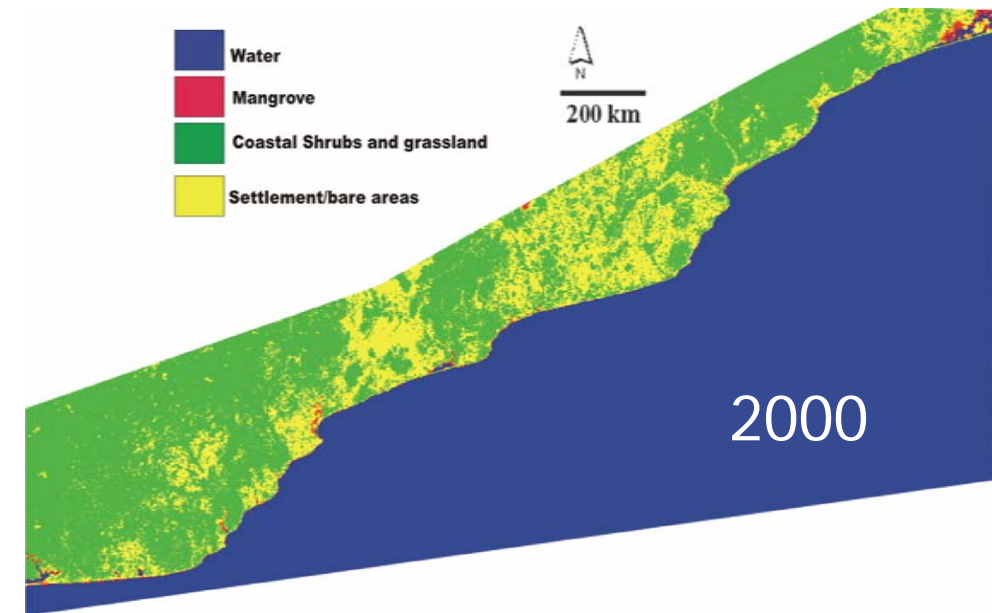 Water
Mangrove
Coastal Shrubs and grassland
Settlement/bare areas
N
200 km
2000